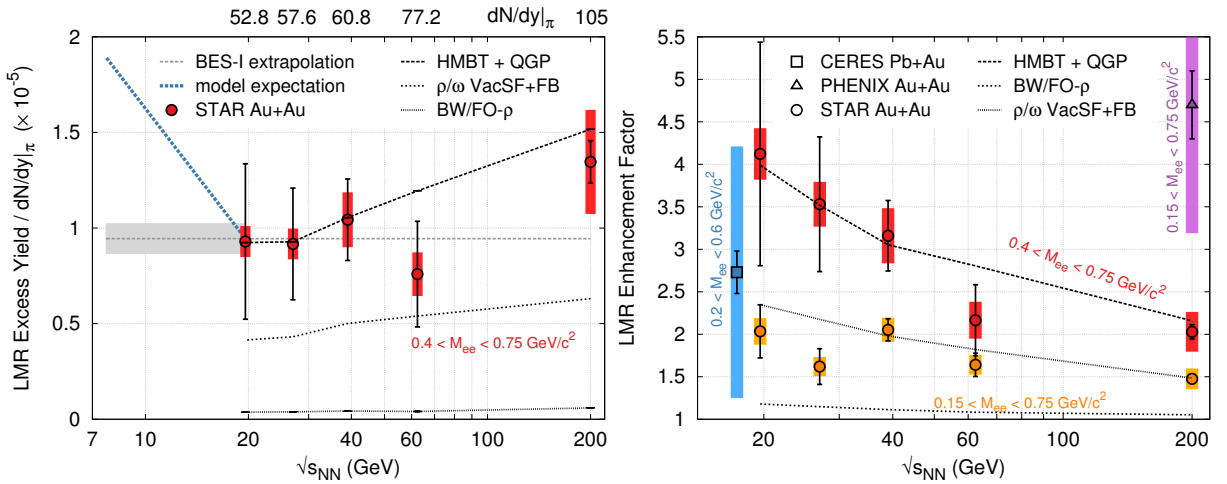 52.8 57.6 60.8 77.2 dN/dy|π 105
LMR Excess Yield / dN/dy|π (× 10-5)
2
1.5
1
0.5
0
BES-I extrapolation
model expectation
STAR Au+Au
HMBT + QGP
ρ/ω VacSF+FB
BW/FO-ρ
0.4 < Mee < 0.75 GeV/c2
7 10 20 40 60 100 200
√sNN (GeV)
LMR Enhancement Factor
5.5
5
4.5
4
3.5
3
2.5
2
1.5
1
CERES Pb+Au
PHENIX Au+Au
STAR Au+Au
HMBT + QGP
BW/FO-ρ
ρ/ω VacSF+FB
0.2 < Mee < 0.6 GeV/c2
0.15 < Mee < 0.75 GeV/c2
0.4 < Mee < 0.75 GeV/c2
0.15 < Mee < 0.75 GeV/c2
20 40 60 100 200
√sNN (GeV)